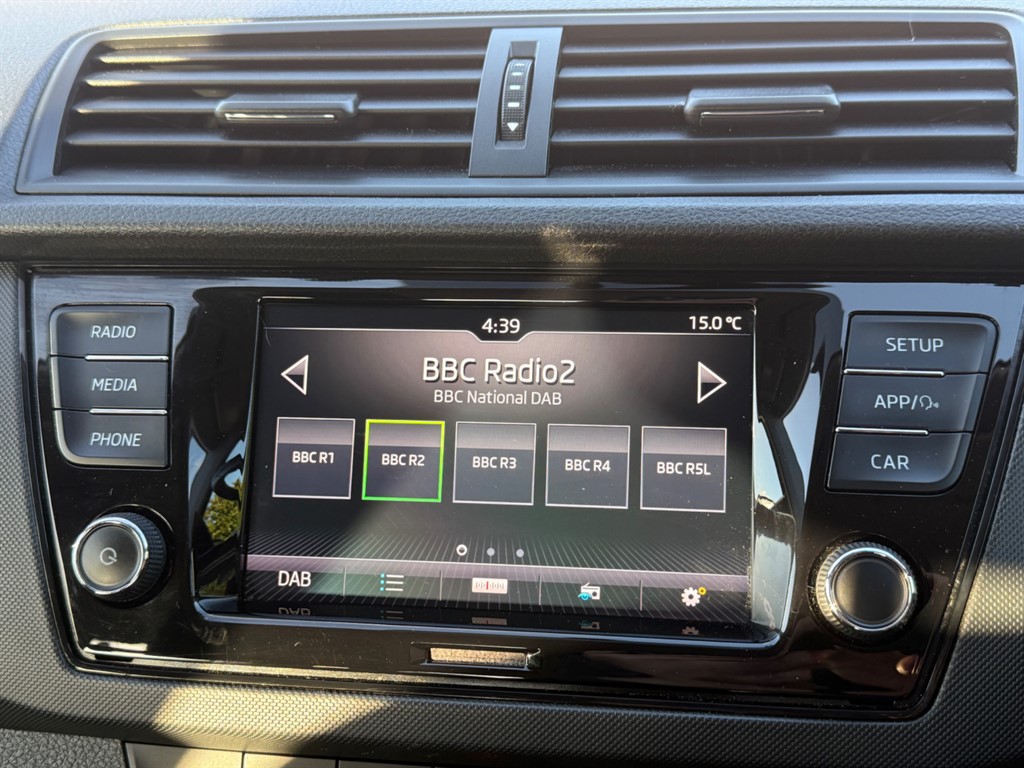 4:39
15.0 °C
BBC Radio2
BBC National DAB
BBC R1
BBC R2
BBC R3
BBC R4
BBC R5L
DAB
RADIO
MEDIA
PHONE
SETUP
APP/
CAR